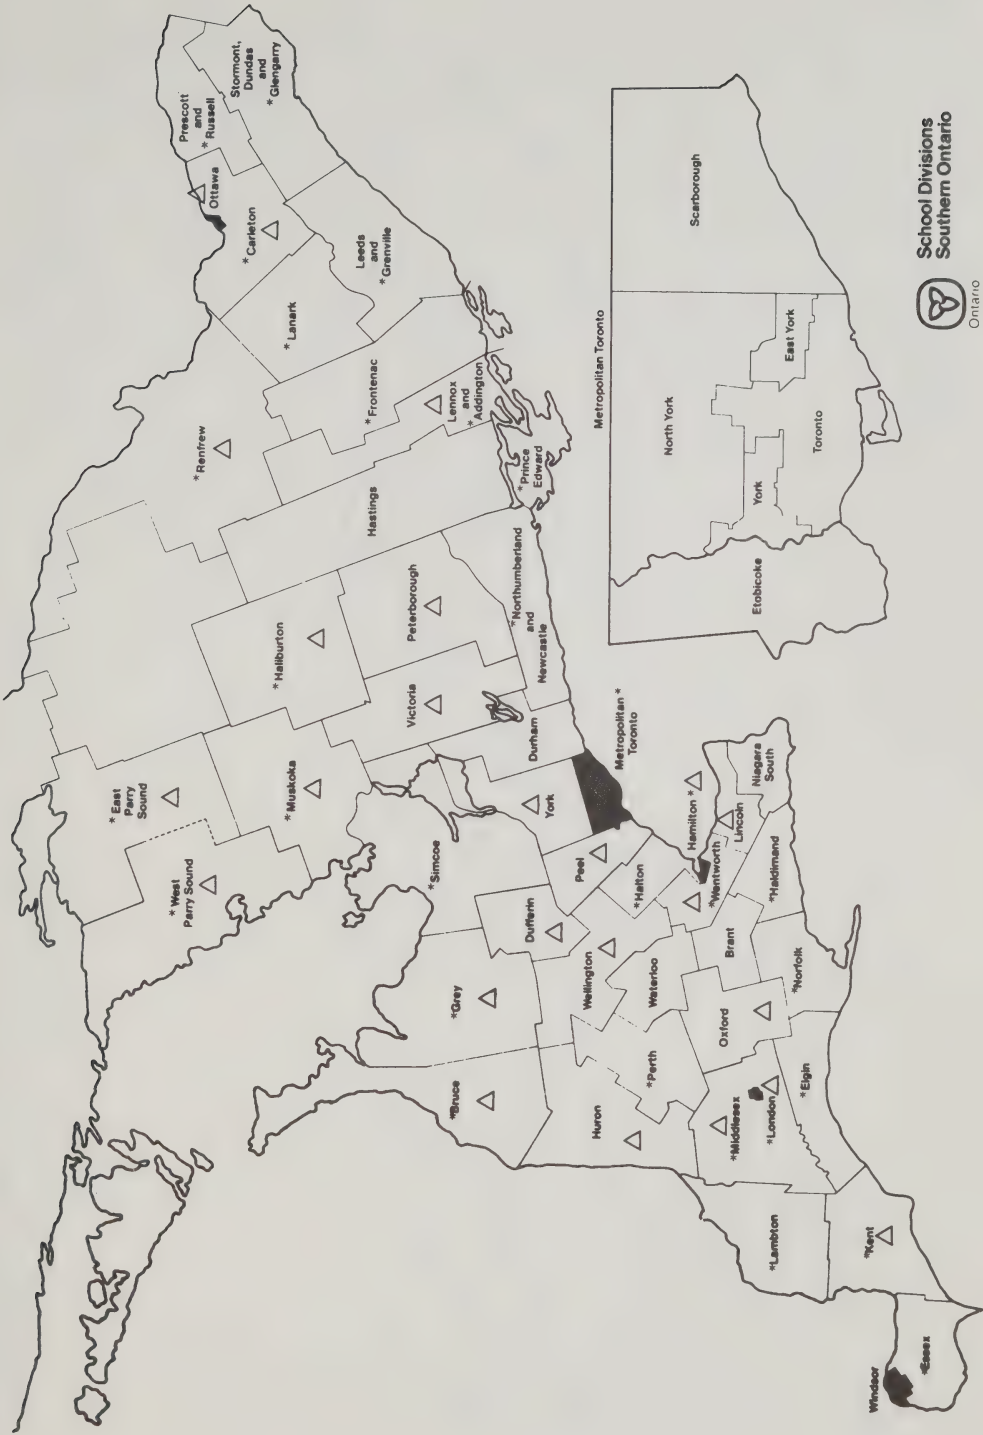 School Divisions
Southern Ontario
Ontario
Stormont,
Dundas
and
*Glengarry
Prescott
and
*Russell
Ottawa
*Carleton
Leeds
and
*Grenville
*Lanark
*Frontenac
Lennox
and
*Addington
*Renfrew
*Prince
Edward
Hastings
Peterborough
*Northumberland
and
Newcastle
*Haliburton
Victoria
Durham
*East
Parry
Sound
*Muskoka
*West
Parry Sound
York
Metropolitan*
Toronto
*Simcoe
Peel
*Halton
Hamilton*
*Wentworth
Lincoln
Niagara
South
*Haldimand
Dufferin
*Grey
Wellington
Waterloo
Brant
*Norfolk
*Bruce
Huron
*Perth
Oxford
*Middlesex
*London
*Elgin
*Lambton
*Kent
Windsor
*Essex
Metropolitan Toronto
Scarborough
North York
East York
York
Toronto
Etobicoke